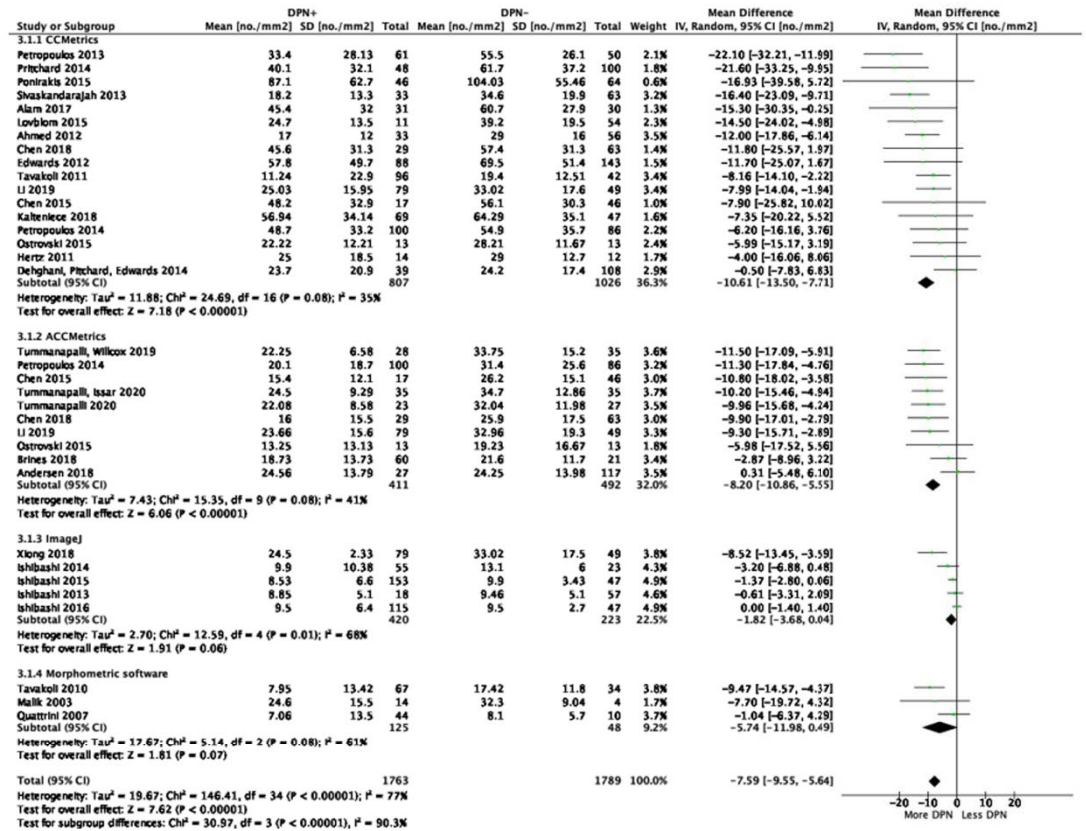 DPN+ DPN− Mean Difference Mean Difference
Study or Subgroup Mean [no./mm2] SD [no./mm2] Total Mean [no./mm2] SD [no./mm2] Total Weight IV, Random, 95% CI [no./mm2] IV, Random, 95% CI [no./mm2]
3.1.1 CCMetrics
Petropoulos 2013 33.4 28.13 61 55.5 26.1 50 2.1% -22.10 [-32.21, -11.99]
Pritchard 2014 40.1 32.1 48 61.7 37.2 100 1.8% -21.60 [-33.25, -9.95]
Ponirakis 2015 87.1 62.7 46 104.03 55.46 64 0.6% -16.93 [-39.58, 5.72]
Sivaskandarajah 2013 18.2 13.3 33 34.6 19.9 63 3.2% -16.40 [-23.09, -9.71]
Alam 2017 45.4 32 31 60.7 27.9 30 1.3% -15.30 [-30.35, -0.25]
Lovblom 2015 24.7 13.5 11 39.2 19.5 54 2.2% -14.50 [-24.02, -4.98]
Ahmed 2012 17 12 33 29 16 56 3.5% -12.00 [-17.86, -6.14]
Chen 2018 45.6 31.3 29 57.4 31.3 63 1.4% -11.80 [-25.57, 1.97]
Edwards 2012 57.8 49.7 88 69.5 51.4 143 1.5% -11.70 [-25.07, 1.67]
Tavakoli 2011 11.24 22.9 96 19.4 12.51 42 3.4% -8.16 [-14.10, -2.22]
LI 2019 25.03 15.95 79 33.02 17.6 49 3.4% -7.99 [-14.04, -1.94]
Chen 2015 48.2 32.9 17 56.1 30.3 46 1.0% -7.90 [-25.82, 10.02]
Kalteniece 2018 56.94 34.14 69 64.29 35.1 47 1.6% -7.35 [-20.22, 5.52]
Petropoulos 2014 48.7 33.2 100 54.9 35.7 86 2.1% -6.20 [-16.16, 3.76]
Ostrovski 2015 22.22 12.21 13 28.21 11.67 13 2.3% -5.99 [-15.17, 3.19]
Hertz 2011 25 18.5 14 29 12.7 12 1.7% -4.00 [-16.06, 8.06]
Dehghani, Pitchard, Edwards 2014 23.7 20.9 39 24.2 17.4 108 2.9% -0.50 [-7.83, 6.83]
Subtotal (95% CI) 807 1026 36.3% -10.61 [-13.50, -7.71]
Heterogeneity: Tau² = 11.88; Chi² = 24.69, df = 16 (P = 0.08); I² = 35%
Test for overall effect: Z = 7.18 (P < 0.00001)
3.1.2 ACCMetrics
Tummanapalli, Willcox 2019 22.25 6.58 28 33.75 15.2 35 3.6% -11.50 [-17.09, -5.91]
Petropoulos 2014 20.1 18.7 100 31.4 25.6 86 3.2% -11.30 [-17.84, -4.76]
Chen 2015 15.4 12.1 17 26.2 15.1 46 3.0% -10.80 [-18.02, -3.58]
Tummanapalli, Issar 2020 24.5 9.29 35 34.7 12.86 35 3.7% -10.20 [-15.46, -4.94]
Tummanapalli 2020 22.08 8.58 23 32.04 11.98 27 3.5% -9.96 [-15.68, -4.24]
Chen 2018 16 15.5 29 25.9 17.5 63 3.0% -9.90 [-17.01, -2.79]
LI 2019 23.66 15.6 79 32.96 19.3 49 3.3% -9.30 [-15.71, -2.89]
Ostrovski 2015 13.25 13.13 13 19.23 16.67 13 1.8% -5.98 [-17.52, 5.56]
Brines 2018 18.73 13.73 60 21.6 11.7 21 3.4% -2.87 [-8.96, 3.22]
Andersen 2018 24.56 13.79 27 24.25 13.98 117 3.5% 0.31 [-5.48, 6.10]
Subtotal (95% CI) 411 492 32.0% -8.20 [-10.86, -5.55]
Heterogeneity: Tau² = 7.43; Chi² = 15.35, df = 9 (P = 0.08); I² = 41%
Test for overall effect: Z = 6.06 (P < 0.00001)
3.1.3 ImageJ
Xiong 2018 24.5 2.33 79 33.02 17.5 49 3.8% -8.52 [-13.45, -3.59]
Ishibashi 2014 9.9 10.38 55 13.1 6 23 4.3% -3.20 [-6.88, 0.48]
Ishibashi 2015 8.53 6.6 153 9.9 3.43 47 4.9% -1.37 [-2.80, 0.06]
Ishibashi 2013 8.85 5.1 18 9.46 5.1 57 4.6% -0.61 [-3.31, 2.09]
Ishibashi 2016 9.5 6.4 115 9.5 2.7 47 4.9% 0.00 [-1.40, 1.40]
Subtotal (95% CI) 420 223 22.5% -1.82 [-3.68, 0.04]
Heterogeneity: Tau² = 2.70; Chi² = 12.59, df = 4 (P = 0.01); I² = 68%
Test for overall effect: Z = 1.91 (P = 0.06)
3.1.4 Morphometric software
Tavakoli 2010 7.95 13.42 67 17.42 11.8 34 3.8% -9.47 [-14.57, -4.37]
Malik 2003 24.6 15.5 14 32.3 9.04 4 1.7% -7.70 [-19.72, 4.32]
Quattrini 2007 7.06 13.5 44 8.1 5.7 10 3.7% -1.04 [-6.37, 4.29]
Subtotal (95% CI) 125 48 9.2% -5.74 [-11.98, 0.49]
Heterogeneity: Tau² = 17.67; Chi² = 5.14, df = 2 (P = 0.08); I² = 61%
Test for overall effect: Z = 1.81 (P = 0.07)
Total (95% CI) 1763 1789 100.0% -7.59 [-9.55, -5.64]
Heterogeneity: Tau² = 19.67; Chi² = 146.41, df = 34 (P < 0.00001); I² = 77%
Test for overall effect: Z = 7.62 (P < 0.00001)
Test for subgroup differences: Chi² = 30.97, df = 3 (P < 0.00001), I² = 90.3%
-20 -10 0 10 20
More DPN Less DPN